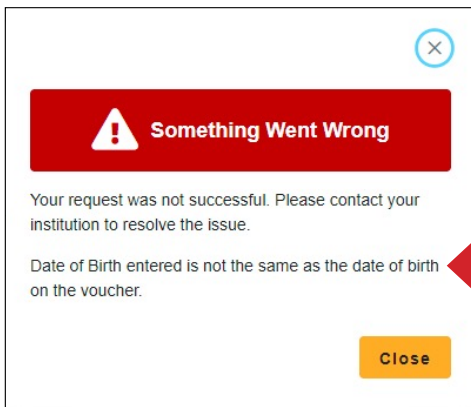 Something Went Wrong
Your request was not successful. Please contact your
institution to resolve the issue.
Date of Birth entered is not the same as the date of birth
on the voucher.
Close